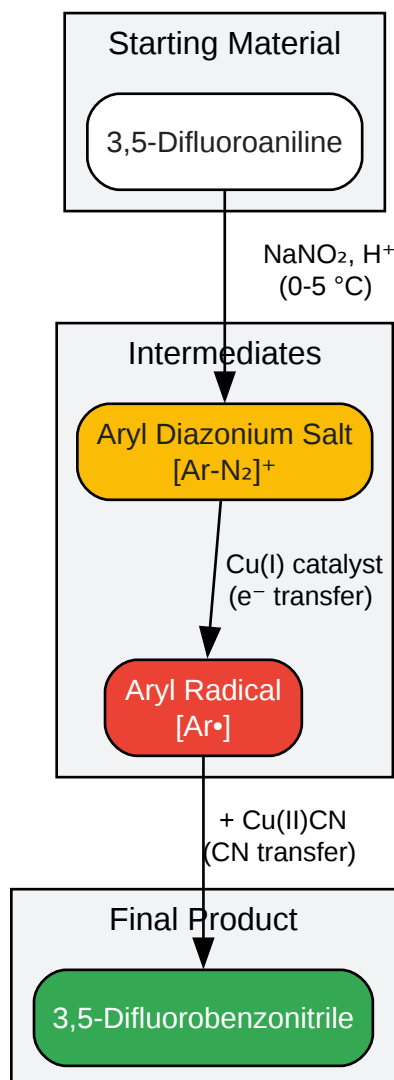 Starting Material
3,5-Difluoroaniline
NaNO₂, H⁺
(0-5 °C)
Intermediates
Aryl Diazonium Salt
[Ar-N₂]⁺
Cu(I) catalyst
(e⁻ transfer)
Aryl Radical
[Ar•]
+ Cu(II)CN
(CN transfer)
Final Product
3,5-Difluorobenzonitrile